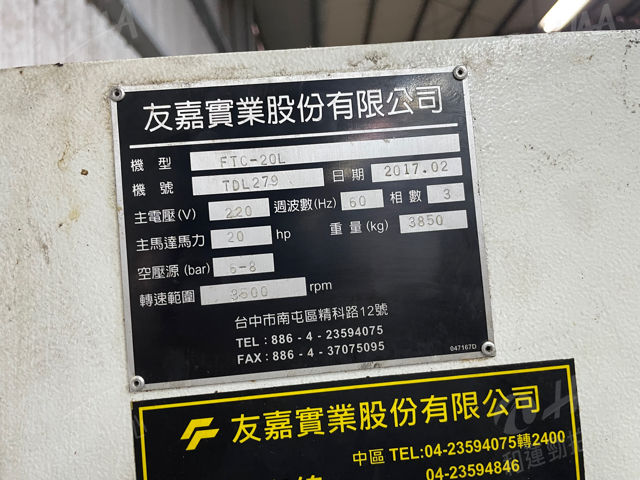 友嘉實業股份有限公司
機型 FTC-20L
機號 TDL279 日期 2017.02
主電壓(V) 220 週波數(Hz) 60 相數 3
主馬達馬力 20 hp 重量(kg) 3850
空壓源(bar) 6-8
轉速範圍 3500 rpm
台中市南屯區精科路12號
TEL:886-4-23594075
FAX:886-4-37075095
047167D
友嘉實業股份有限公司
中區 TEL:04-23594075轉2400
04-23594846